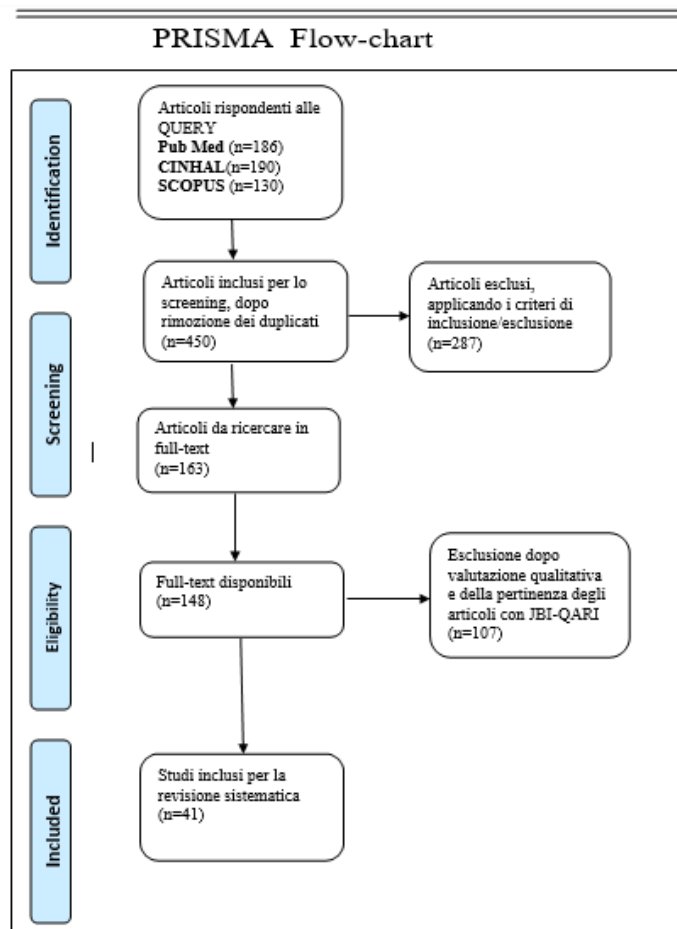 PRISMA Flow-chart
Identification
Articoli rispondenti alle
QUERY
Pub Med (n=186)
CINHAL(n=190)
SCOPUS (n=130)
Articoli inclusi per lo
screening, dopo
rimozione dei duplicati
(n=450)
Articoli esclusi,
applicando i criteri di
inclusione/esclusione
(n=287)
Screening
Articoli da ricercare in
full-text
(n=163)
Eligibility
Full-text disponibili
(n=148)
Esclusione dopo
valutazione qualitativa
e della pertinenza degli
articoli con JBI-QARI
(n=107)
Included
Studi inclusi per la
revisione sistematica
(n=41)